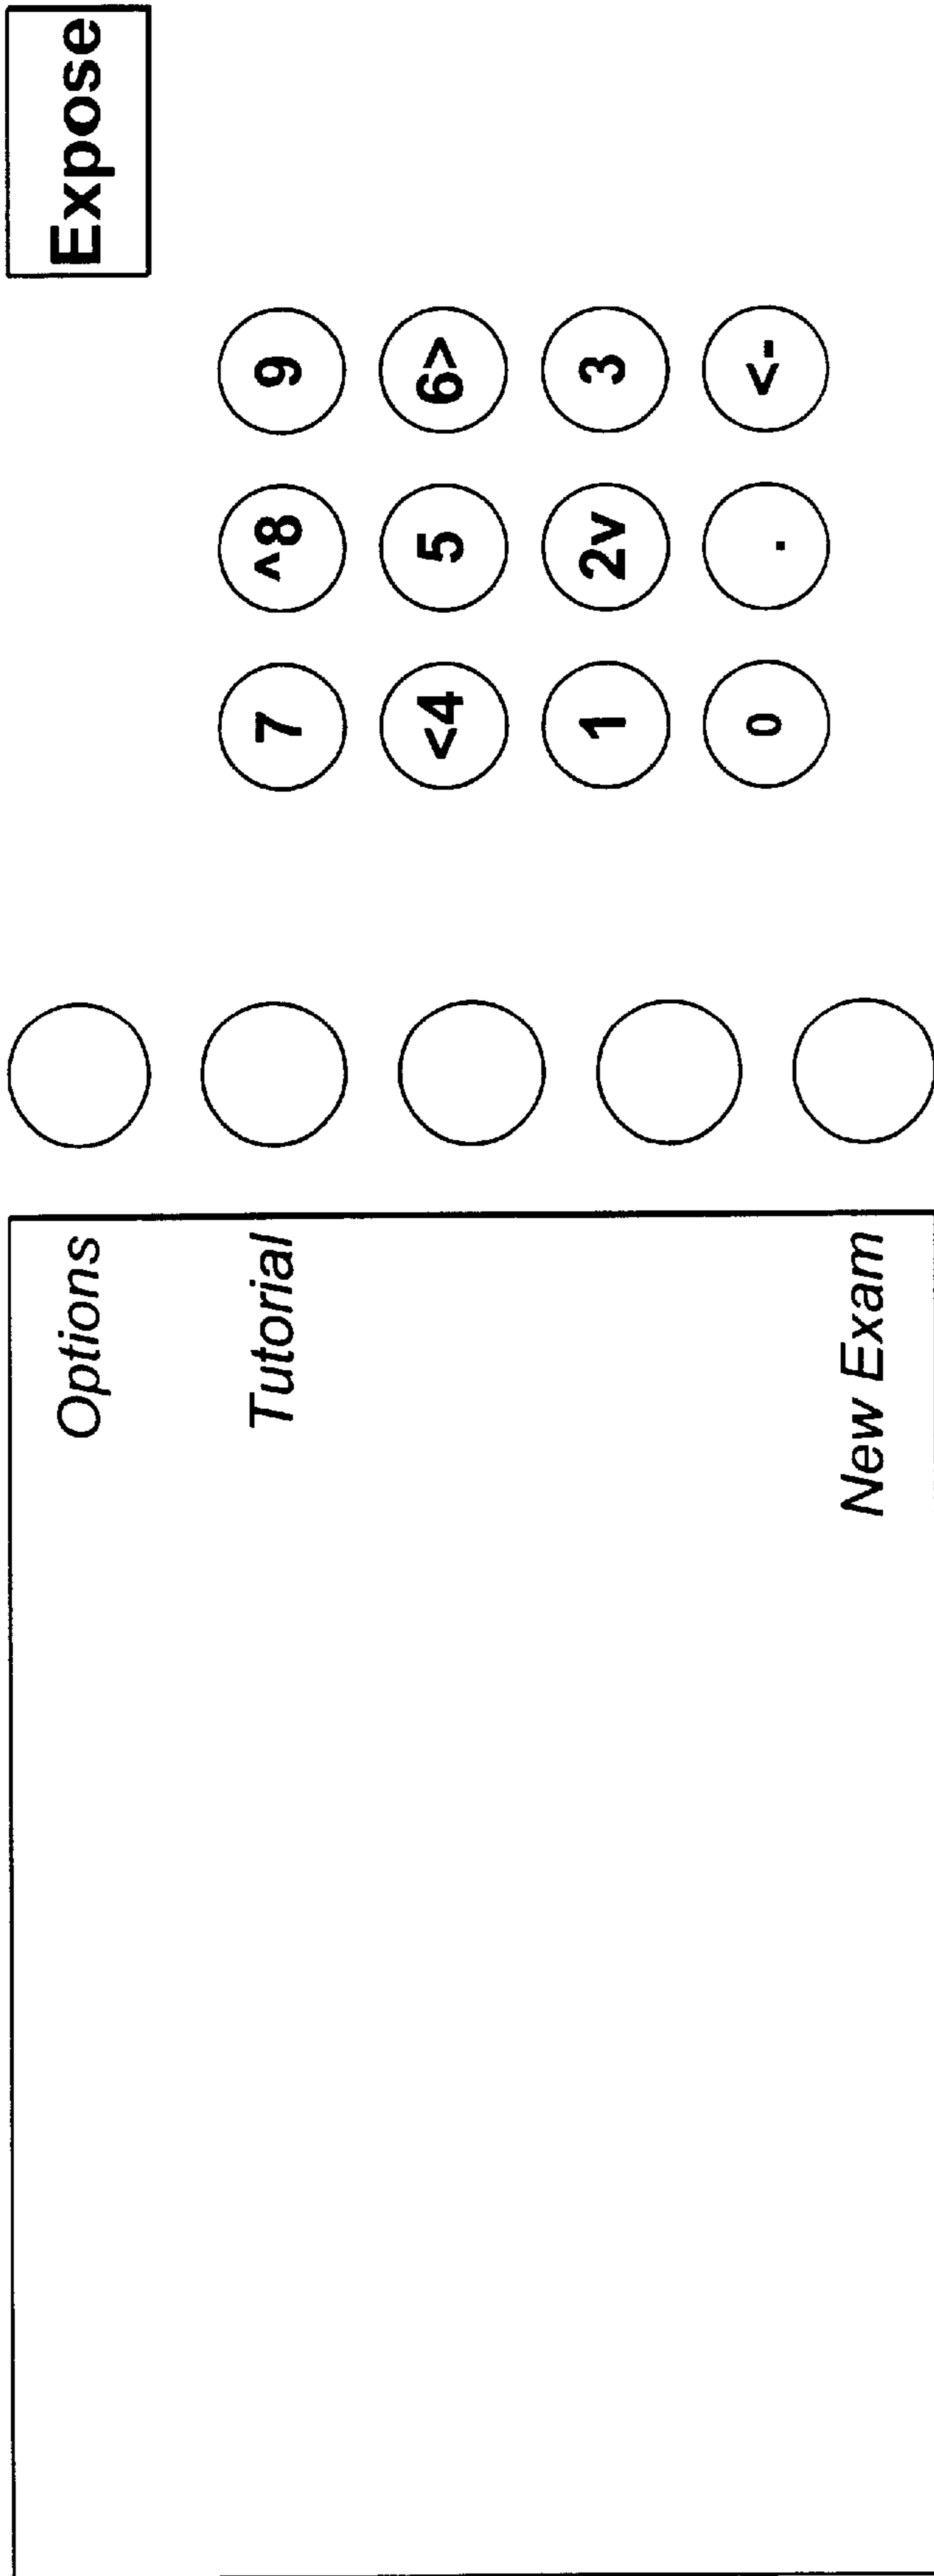 Expose
Options
7 ^8 9
Tutorial
<4 5 6>
1 2v 3
0 . <-
New Exam